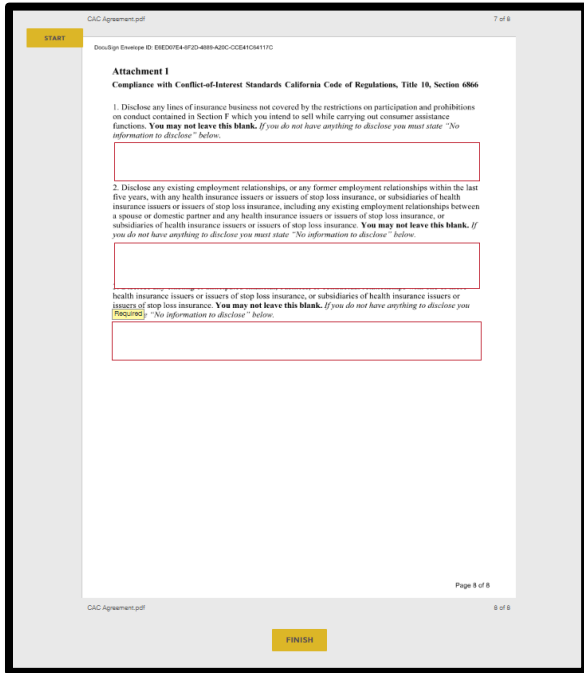 CAC Agreement.pdf 7 of 6
START
DocuSign Envelope ID: E6ED07E4-6F2D-4889-A20C-CCE41C64117C
Attachment I
Compliance with Conflict-of-Interest Standards California Code of Regulations, Title 10, Section 6866
1. Disclose any lines of insurance business not covered by the restrictions on participation and prohibitions
on conduct contained in Section F which you intend to sell while carrying out consumer assistance
functions. You may not leave this blank. If you do not have anything to disclose you must state “No
information to disclose” below.
2. Disclose any existing employment relationships, or any former employment relationships within the last
five years, with any health insurance issuers or issuers of stop loss insurance, or subsidiaries of health
insurance issuers or issuers of stop loss insurance, including any existing employment relationships between
a spouse or domestic partner and any health insurance issuers or issuers of stop loss insurance, or
subsidiaries of health insurance issuers or issuers of stop loss insurance. You may not leave this blank. If
you do not have anything to disclose you must state “No information to disclose” below.
health insurance issuers or issuers of stop loss insurance, or subsidiaries of health insurance issuers or
issuers of stop loss insurance. You may not leave this blank. If you do not have anything to disclose you
Required “No information to disclose” below.
Page 8 of 8
CAC Agreement.pdf 8 of 6
FINISH